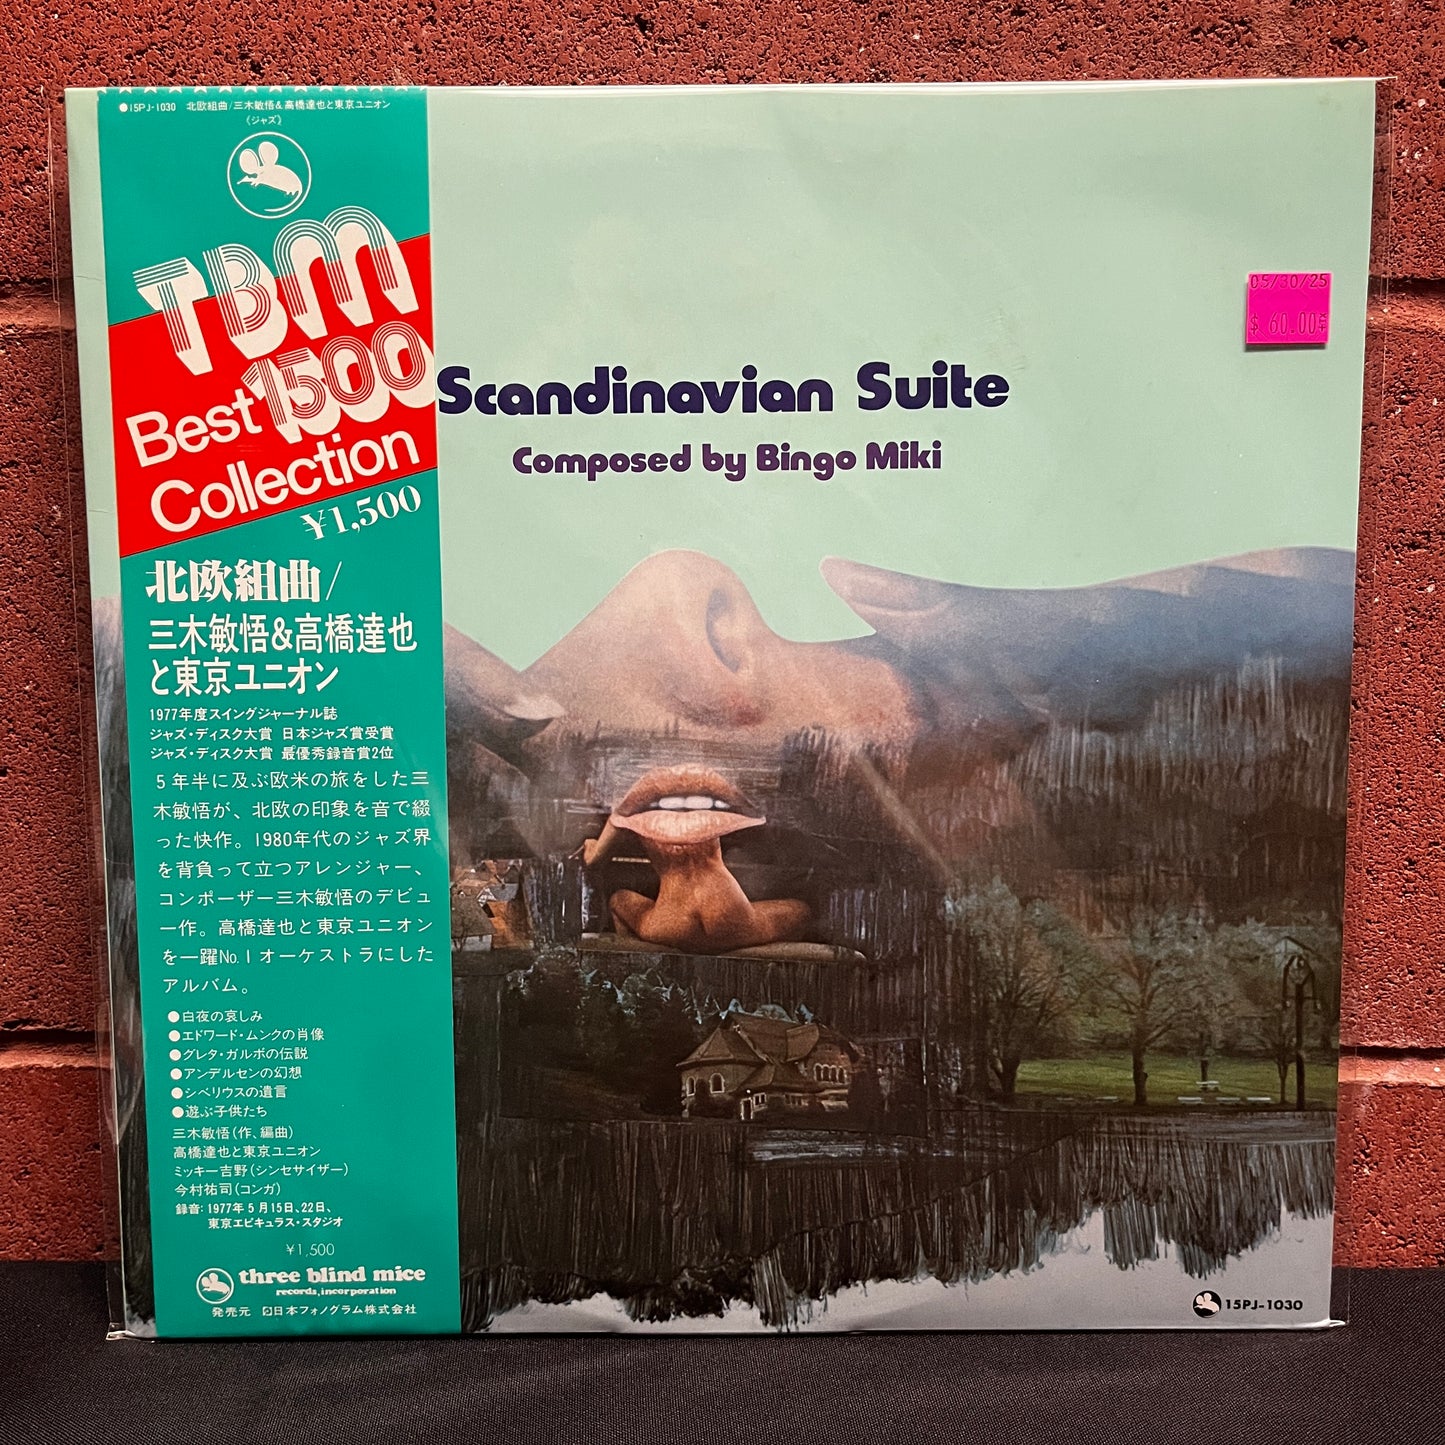 ●15PJ-1030 北欧組曲/三木敏悟&高橋達也と東京ユニオン
《ジャズ》
TBM
Best 1500
Collection
¥1,500
北欧組曲/
三木敏悟&高橋達也
と東京ユニオン
1977年度スイングジャーナル誌
ジャズ・ディスク大賞 日本ジャズ賞受賞
ジャズ・ディスク大賞 最優秀録音賞2位
5年半に及ぶ欧米の旅をした三
木敏悟が、北欧の印象を音で綴
った快作。1980年代のジャズ界
を背負って立つアレンジャー、
コンポーザー三木敏悟のデビュ
ー作。高橋達也と東京ユニオン
を一躍No.1オーケストラにした
アルバム。
●白夜の哀しみ
●エドワード・ムンクの肖像
●グレタ・ガルボの伝説
●アンデルセンの幻想
●シベリウスの遺言
●遊ぶ子供たち
三木敏悟(作、編曲)
高橋達也と東京ユニオン
ミッキー吉野(シンセサイザー)
今村祐司(コンガ)
録音: 1977年5月15日、22日、
東京エピキュラス・スタジオ
¥1,500
three blind mice
records, incorporation
発売元 日本フォノグラム株式会社
Scandinavian Suite
Composed by Bingo Miki
05/30/25
$ 60.00
15PJ-1030